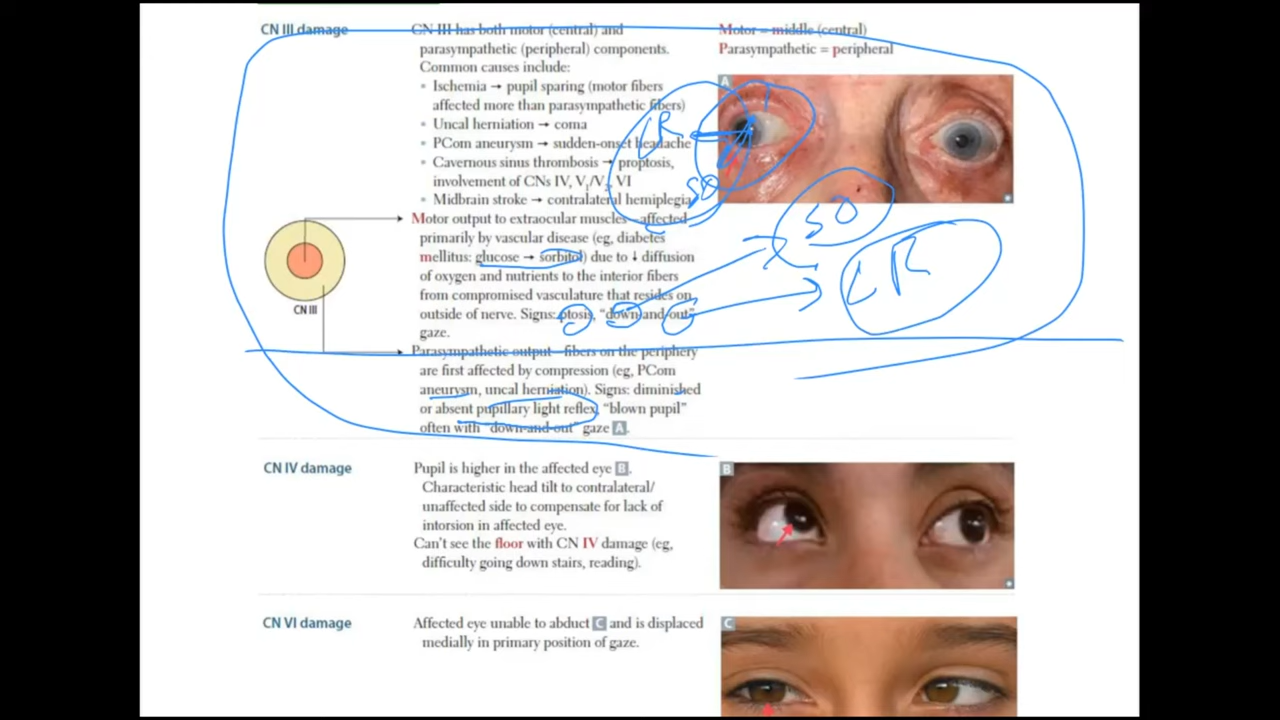 CN III damage
CN III has both motor (central) and
parasympathetic (peripheral) components.
Common causes include:
▪ Ischemia → pupil sparing (motor fibers
affected more than parasympathetic fibers)
▪ Uncal herniation → coma
▪ PCom aneurysm → sudden-onset headache
▪ Cavernous sinus thrombosis → proptosis,
involvement of CNs IV, V1/V2, VI
▪ Midbrain stroke → contralateral hemiplegia
Motor output to extraocular muscles—affected
primarily by vascular disease (eg, diabetes
mellitus: glucose → sorbitol) due to ↓ diffusion
of oxygen and nutrients to the interior fibers
from compromised vasculature that resides on
outside of nerve. Signs: ptosis, “down-and-out”
gaze.
Parasympathetic output—fibers on the periphery
are first affected by compression (eg, PCom
aneurysm, uncal herniation). Signs: diminished
or absent pupillary light reflex, “blown pupil”
often with “down-and-out” gaze A.
CN III
Motor = middle (central)
Parasympathetic = peripheral
A
LR
SO
SO
LR
CN IV damage
Pupil is higher in the affected eye B.
Characteristic head tilt to contralateral/
unaffected side to compensate for lack of
intorsion in affected eye.
Can’t see the floor with CN IV damage (eg,
difficulty going down stairs, reading).
B
CN VI damage
Affected eye unable to abduct C and is displaced
medially in primary position of gaze.
C